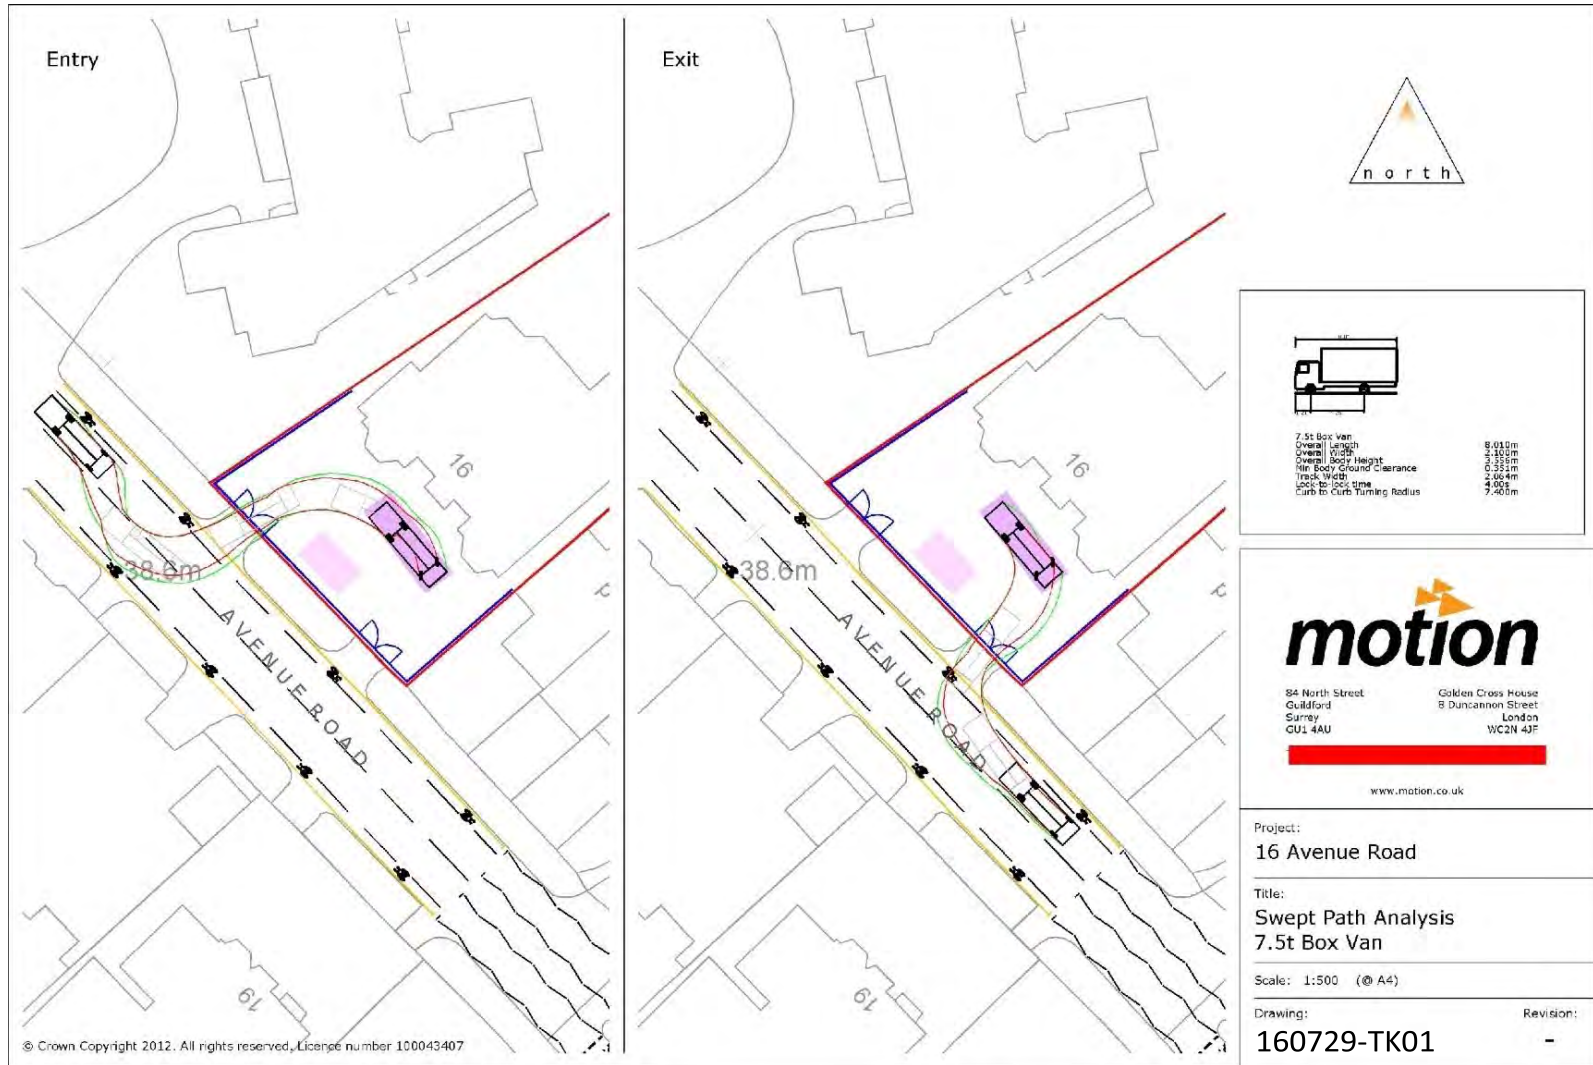 Entry
16
38.6m
AVENUE ROAD
19
© Crown Copyright 2012. All rights reserved, Licence number 100043407
Exit
16
38.6m
AVENUE ROAD
19
north
7.5t Box Van
Overall Length 8.010m
Overall Width 2.100m
Overall Body Height 3.556m
Min Body Ground Clearance 0.351m
Track Width 2.064m
Lock-to-lock time 4.00s
Curb to Curb Turning Radius 7.400m
motion
84 North Street Golden Cross House
Guildford 8 Duncannon Street
Surrey London
GU1 4AU WC2N 4JF
www.motion.co.uk
Project:
16 Avenue Road
Title:
Swept Path Analysis
7.5t Box Van
Scale: 1:500 (@ A4)
Drawing: Revision:
160729-TK01 -